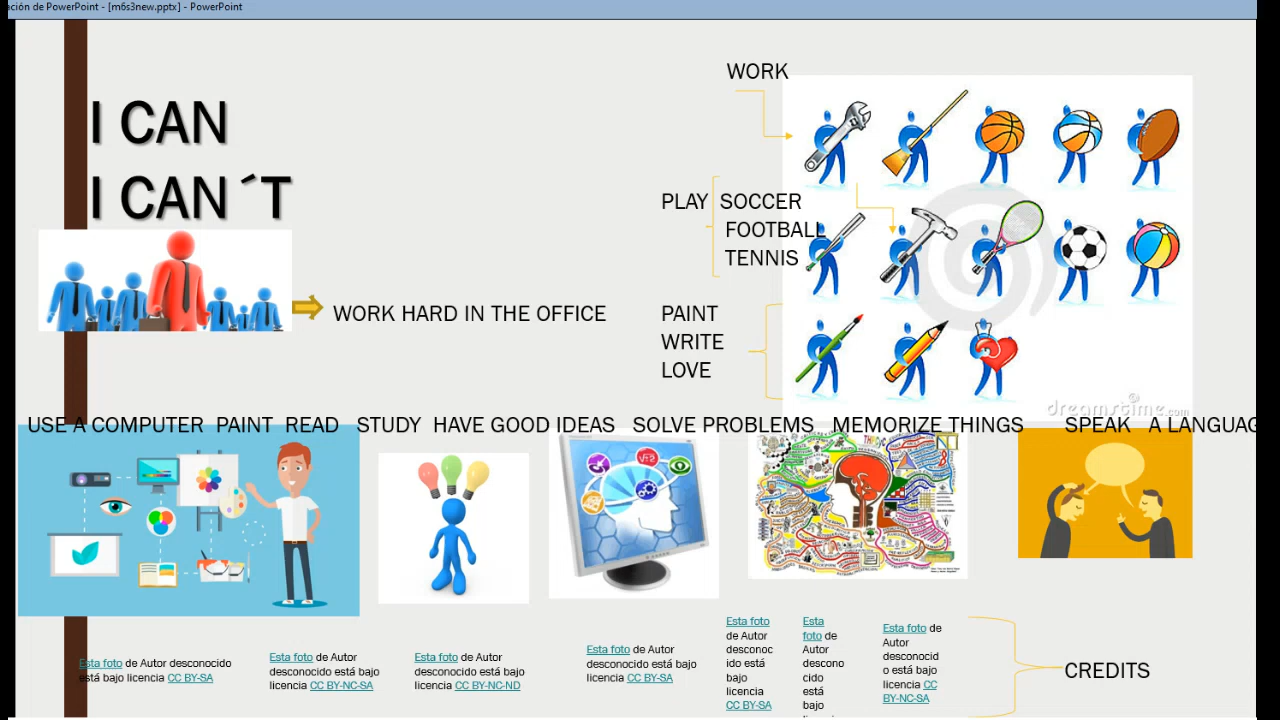 ación de PowerPoint - [m6s3new.pptx] - PowerPoint
WORK
I CAN
I CAN ´T
PLAY SOCCER
FOOTBALL
TENNIS
WORK HARD IN THE OFFICE
PAINT
WRITE
LOVE
dreamstime.com
USE A COMPUTER PAINT READ STUDY HAVE GOOD IDEAS SOLVE PROBLEMS MEMORIZE THINGS SPEAK A LANGUAG
Esta foto de Autor desconocido
está bajo licencia CC BY-SA
Esta foto de Autor
desconocido está bajo
licencia CC BY-NC-SA
Esta foto de Autor
desconocido está bajo
licencia CC BY-NC-ND
Esta foto de Autor
desconocido está bajo
licencia CC BY-SA
Esta foto
de Autor
desconoc
ido está
bajo
licencia
CC BY-SA
Esta
foto de
Autor
descono
cido
está
bajo
Esta foto de
Autor
desconocid
o está bajo
licencia CC
BY-NC-SA
CREDITS